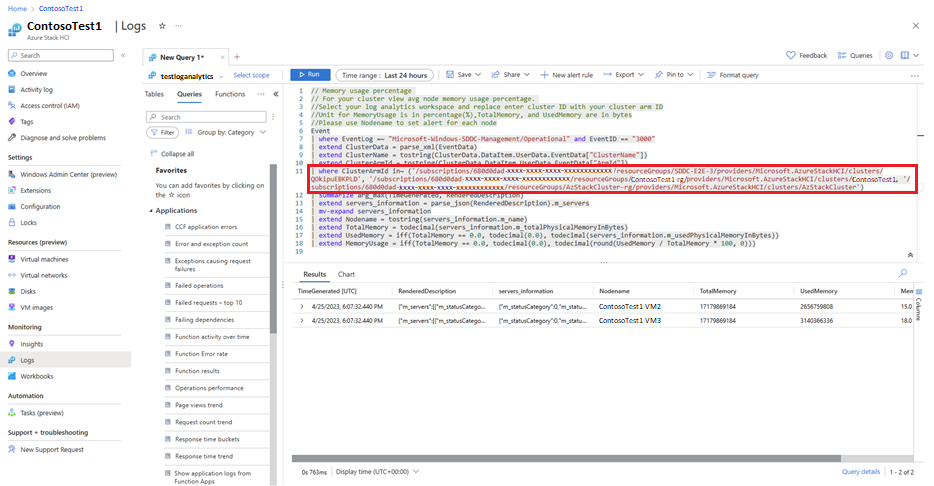 Home > ContosoTest1
ContosoTest1 | Logs ☆ ···
Azure Stack HCI
Search
Overview
Activity log
Access control (IAM)
Tags
Diagnose and solve problems
Settings
Windows Admin Center (preview)
Extensions
Configuration
Locks
Resources (preview)
Virtual machines
Virtual networks
Disks
VM images
Monitoring
Insights
Logs
Workbooks
Automation
Tasks (preview)
Support + troubleshooting
New Support Request
New Query 1*
Feedback
Queries
testloganalytics
Select scope
Run
Time range : Last 24 hours
Save
Share
New alert rule
Export
Pin to
Format query
Tables
Queries
Functions
Search
Filter
Group by: Category
Collapse all
Favorites
You can add favorites by clicking on
the ☆ icon
Applications
CCF application errors
Error and exception count
Exceptions causing request
failures
Failed operations
Failed requests – top 10
Failing dependencies
Function activity over time
Function Error rate
Function results
Operations performance
Page views trend
Request count trend
Response time buckets
Response time trend
Show application logs from
Function Apps
1 // Memory usage percentage
2 // For your cluster view avg node memory usage percentage.
3 //Select your log analytics workspace and replace enter cluster ID with your cluster arm ID
4 //Unit for MemoryUsage is in percentage(%),TotalMemory, and UsedMemory are in bytes
5 //Please use Nodename to set alert for each node
6 Event
7 | where EventLog =~ "Microsoft-Windows-SDDC-Management/Operational" and EventID == "3000"
8 | extend ClusterData = parse_xml(EventData)
9 | extend ClusterName = tostring(ClusterData.DataItem.UserData.EventData["ClusterName"])
10 | extend ClusterArmId = tostring(ClusterData.DataItem.UserData.EventData["ArmId"])
11 | where ClusterArmId in~ ('/subscriptions/680d0dad-xxxx-xxxx-xxxx-xxxxxxxxxxxx/resourceGroups/SDDC-E2E-3/providers/Microsoft.AzureStackHCI/clusters/
QOkipuEBKPLD', '/subscriptions/680d0dad-xxxx-xxxx-xxxx-xxxxxxxxxxxx/resourceGroups/ContosoTest1-rg/providers/Microsoft.AzureStackHCI/clusters/ContosoTest1, '/
subscriptions/680d0dad-xxxx-xxxx-xxxx-xxxxxxxxxxxx/resourceGroups/AzStackCluster-rg/providers/Microsoft.AzureStackHCI/clusters/AzStackCluster')
summarize arg_max(TimeGenerated, RenderedDescription)
13 | extend servers_information = parse_json(RenderedDescription).m_servers
14 | mv-expand servers_information
15 | extend Nodename = tostring(servers_information.m_name)
16 | extend TotalMemory = todecimal(servers_information.m_totalPhysicalMemoryInBytes)
17 | extend UsedMemory = iff(TotalMemory == 0.0, todecimal(0.0), todecimal(servers_information.m_usedPhysicalMemoryInBytes))
18 | extend MemoryUsage = iff(TotalMemory == 0.0, todecimal(0.0), todecimal(round(UsedMemory / TotalMemory * 100, 0)))
19
Results
Chart
TimeGenerated [UTC] RenderedDescription servers_information Nodename TotalMemory UsedMemory Mem
4/25/2023, 6:07:32.440 PM {"m_servers":[{"m_statusCatego... {"m_statusCategory":0,"m_statu... ContosoTest1-VM2 17179869184 2656759808 15.0
4/25/2023, 6:07:32.440 PM {"m_servers":[{"m_statusCatego... {"m_statusCategory":0,"m_statu... ContosoTest1-VM3 17179869184 3140366336 18.0
Columns
0s 763ms
Display time (UTC+00:00)
Query details
1 - 2 of 2